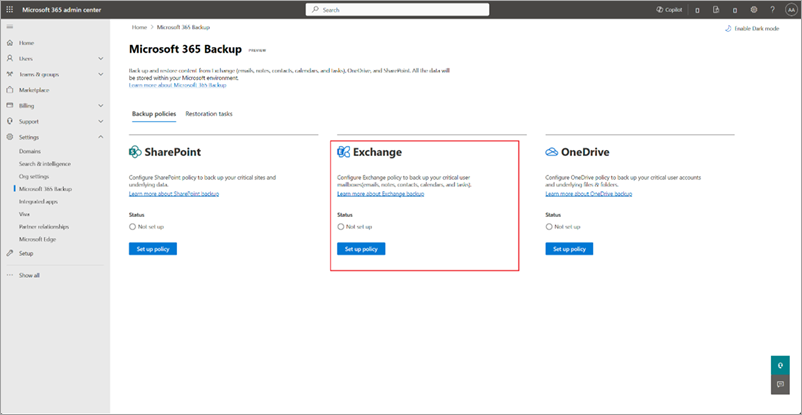 Microsoft 365 admin center
Search
Copilot
AA
Home > Microsoft 365 Backup
Enable Dark mode
Home
Users
Teams & groups
Marketplace
Billing
Support
Settings
Domains
Search & intelligence
Org settings
Microsoft 365 Backup
Integrated apps
Viva
Partner relationships
Microsoft Edge
Setup
Show all
Microsoft 365 Backup PREVIEW
Back up and restore content from Exchange (emails, notes, contacts, calendars, and tasks), OneDrive, and SharePoint. All the data will
be stored within your Microsoft environment.
Learn more about Microsoft 365 Backup
Backup policies Restoration tasks
SharePoint
Configure SharePoint policy to back up your critical sites and
underlying data.
Learn more about SharePoint backup
Status
Not set up
Set up policy
Exchange
Configure Exchange policy to back up your critical user
mailboxes(emails, notes, contacts, calendars, and tasks).
Learn more about Exchange backup
Status
Not set up
Set up policy
OneDrive
Configure OneDrive policy to back up your critical user accounts
and underlying files & folders.
Learn more about OneDrive backup
Status
Not set up
Set up policy